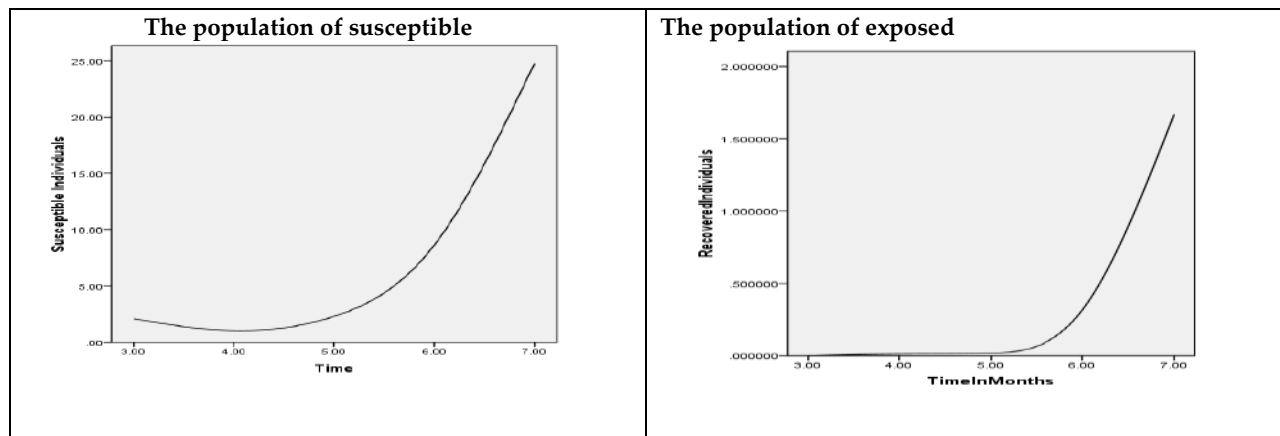 The population of susceptible
25.00
20.00
15.00
10.00
5.00
.00
Susceptible Individuals
3.00 4.00 5.00 6.00 7.00
Time
The population of exposed
2.000000
1.500000
1.000000
.500000
.000000
RecoveredIndividuals
3.00 4.00 5.00 6.00 7.00
TimeInMonths